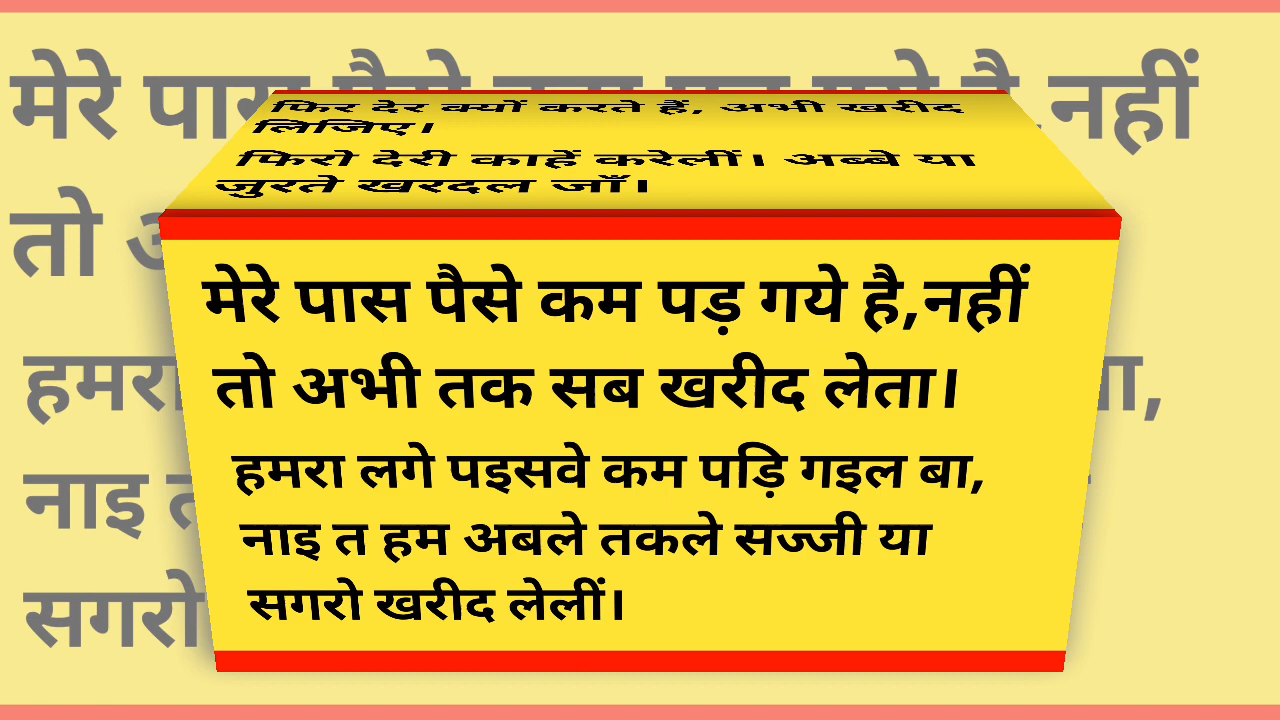 फिर देर क्यों करते हैं, अभी खरीद
लिजिए।
फिरो देरी काहें करेलीं। अब्बे या
जुरते खरदल जाँ।
मेरे पास पैसे कम पड़ गये है,नहीं
तो अभी तक सब खरीद लेता।
हमरा लगे पइसवे कम पड़ि गइल बा,
नाइ त हम अबले तकले सज्जी या
सगरो खरीद लेलीं।